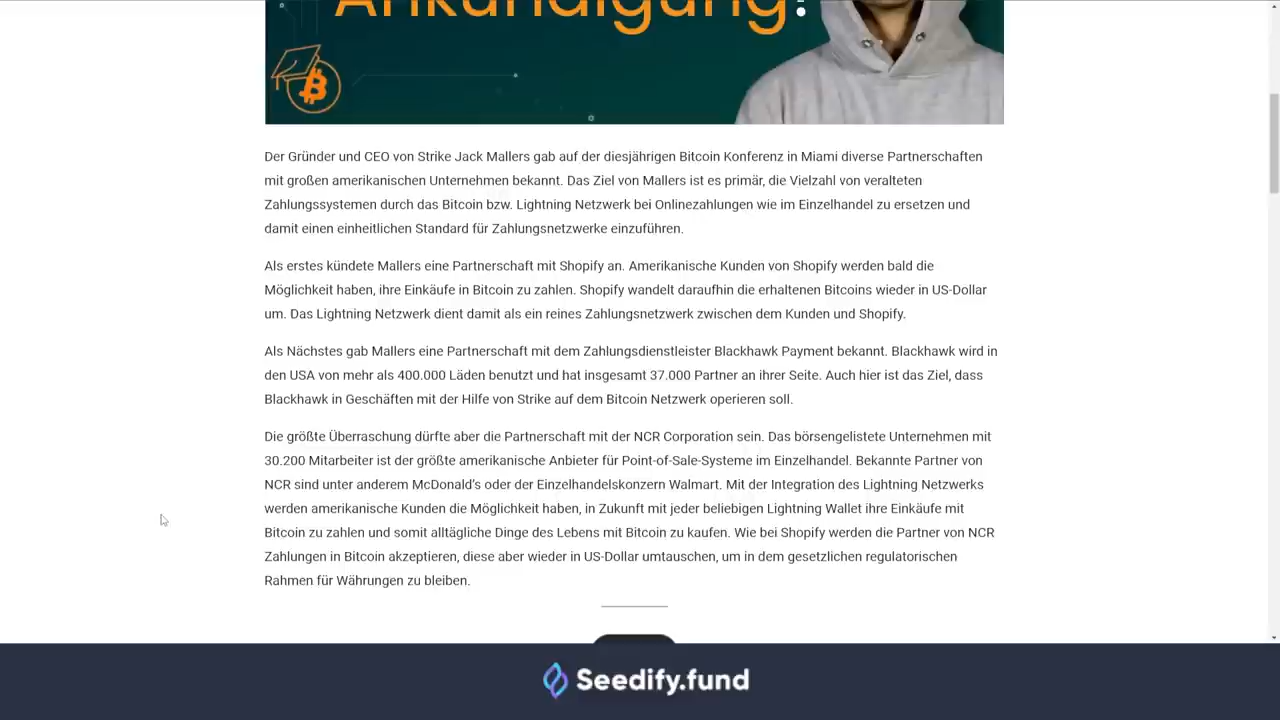 Ankündigung:
Der Gründer und CEO von Strike Jack Mallers gab auf der diesjährigen Bitcoin Konferenz in Miami diverse Partnerschaften
mit großen amerikanischen Unternehmen bekannt. Das Ziel von Mallers ist es primär, die Vielzahl von veralteten
Zahlungssystemen durch das Bitcoin bzw. Lightning Netzwerk bei Onlinezahlungen wie im Einzelhandel zu ersetzen und
damit einen einheitlichen Standard für Zahlungsnetzwerke einzuführen.
Als erstes kündete Mallers eine Partnerschaft mit Shopify an. Amerikanische Kunden von Shopify werden bald die
Möglichkeit haben, ihre Einkäufe in Bitcoin zu zahlen. Shopify wandelt daraufhin die erhaltenen Bitcoins wieder in US-Dollar
um. Das Lightning Netzwerk dient damit als ein reines Zahlungsnetzwerk zwischen dem Kunden und Shopify.
Als Nächstes gab Mallers eine Partnerschaft mit dem Zahlungsdienstleister Blackhawk Payment bekannt. Blackhawk wird in
den USA von mehr als 400.000 Läden benutzt und hat insgesamt 37.000 Partner an ihrer Seite. Auch hier ist das Ziel, dass
Blackhawk in Geschäften mit der Hilfe von Strike auf dem Bitcoin Netzwerk operieren soll.
Die größte Überraschung dürfte aber die Partnerschaft mit der NCR Corporation sein. Das börsengelistete Unternehmen mit
30.200 Mitarbeiter ist der größte amerikanische Anbieter für Point-of-Sale-Systeme im Einzelhandel. Bekannte Partner von
NCR sind unter anderem McDonald's oder der Einzelhandelskonzern Walmart. Mit der Integration des Lightning Netzwerks
werden amerikanische Kunden die Möglichkeit haben, in Zukunft mit jeder beliebigen Lightning Wallet ihre Einkäufe mit
Bitcoin zu zahlen und somit alltägliche Dinge des Lebens mit Bitcoin zu kaufen. Wie bei Shopify werden die Partner von NCR
Zahlungen in Bitcoin akzeptieren, diese aber wieder in US-Dollar umtauschen, um in dem gesetzlichen regulatorischen
Rahmen für Währungen zu bleiben.
Seedify.fund